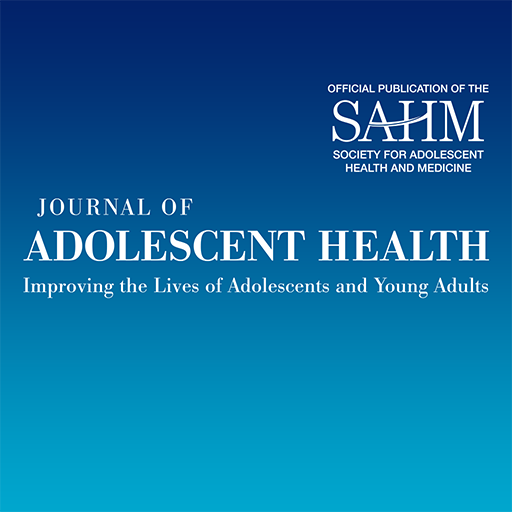 OFFICIAL PUBLICATION OF THE
SAHM
SOCIETY FOR ADOLESCENT
HEALTH AND MEDICINE
JOURNAL OF
ADOLESCENT HEALTH
Improving the Lives of Adolescents and Young Adults